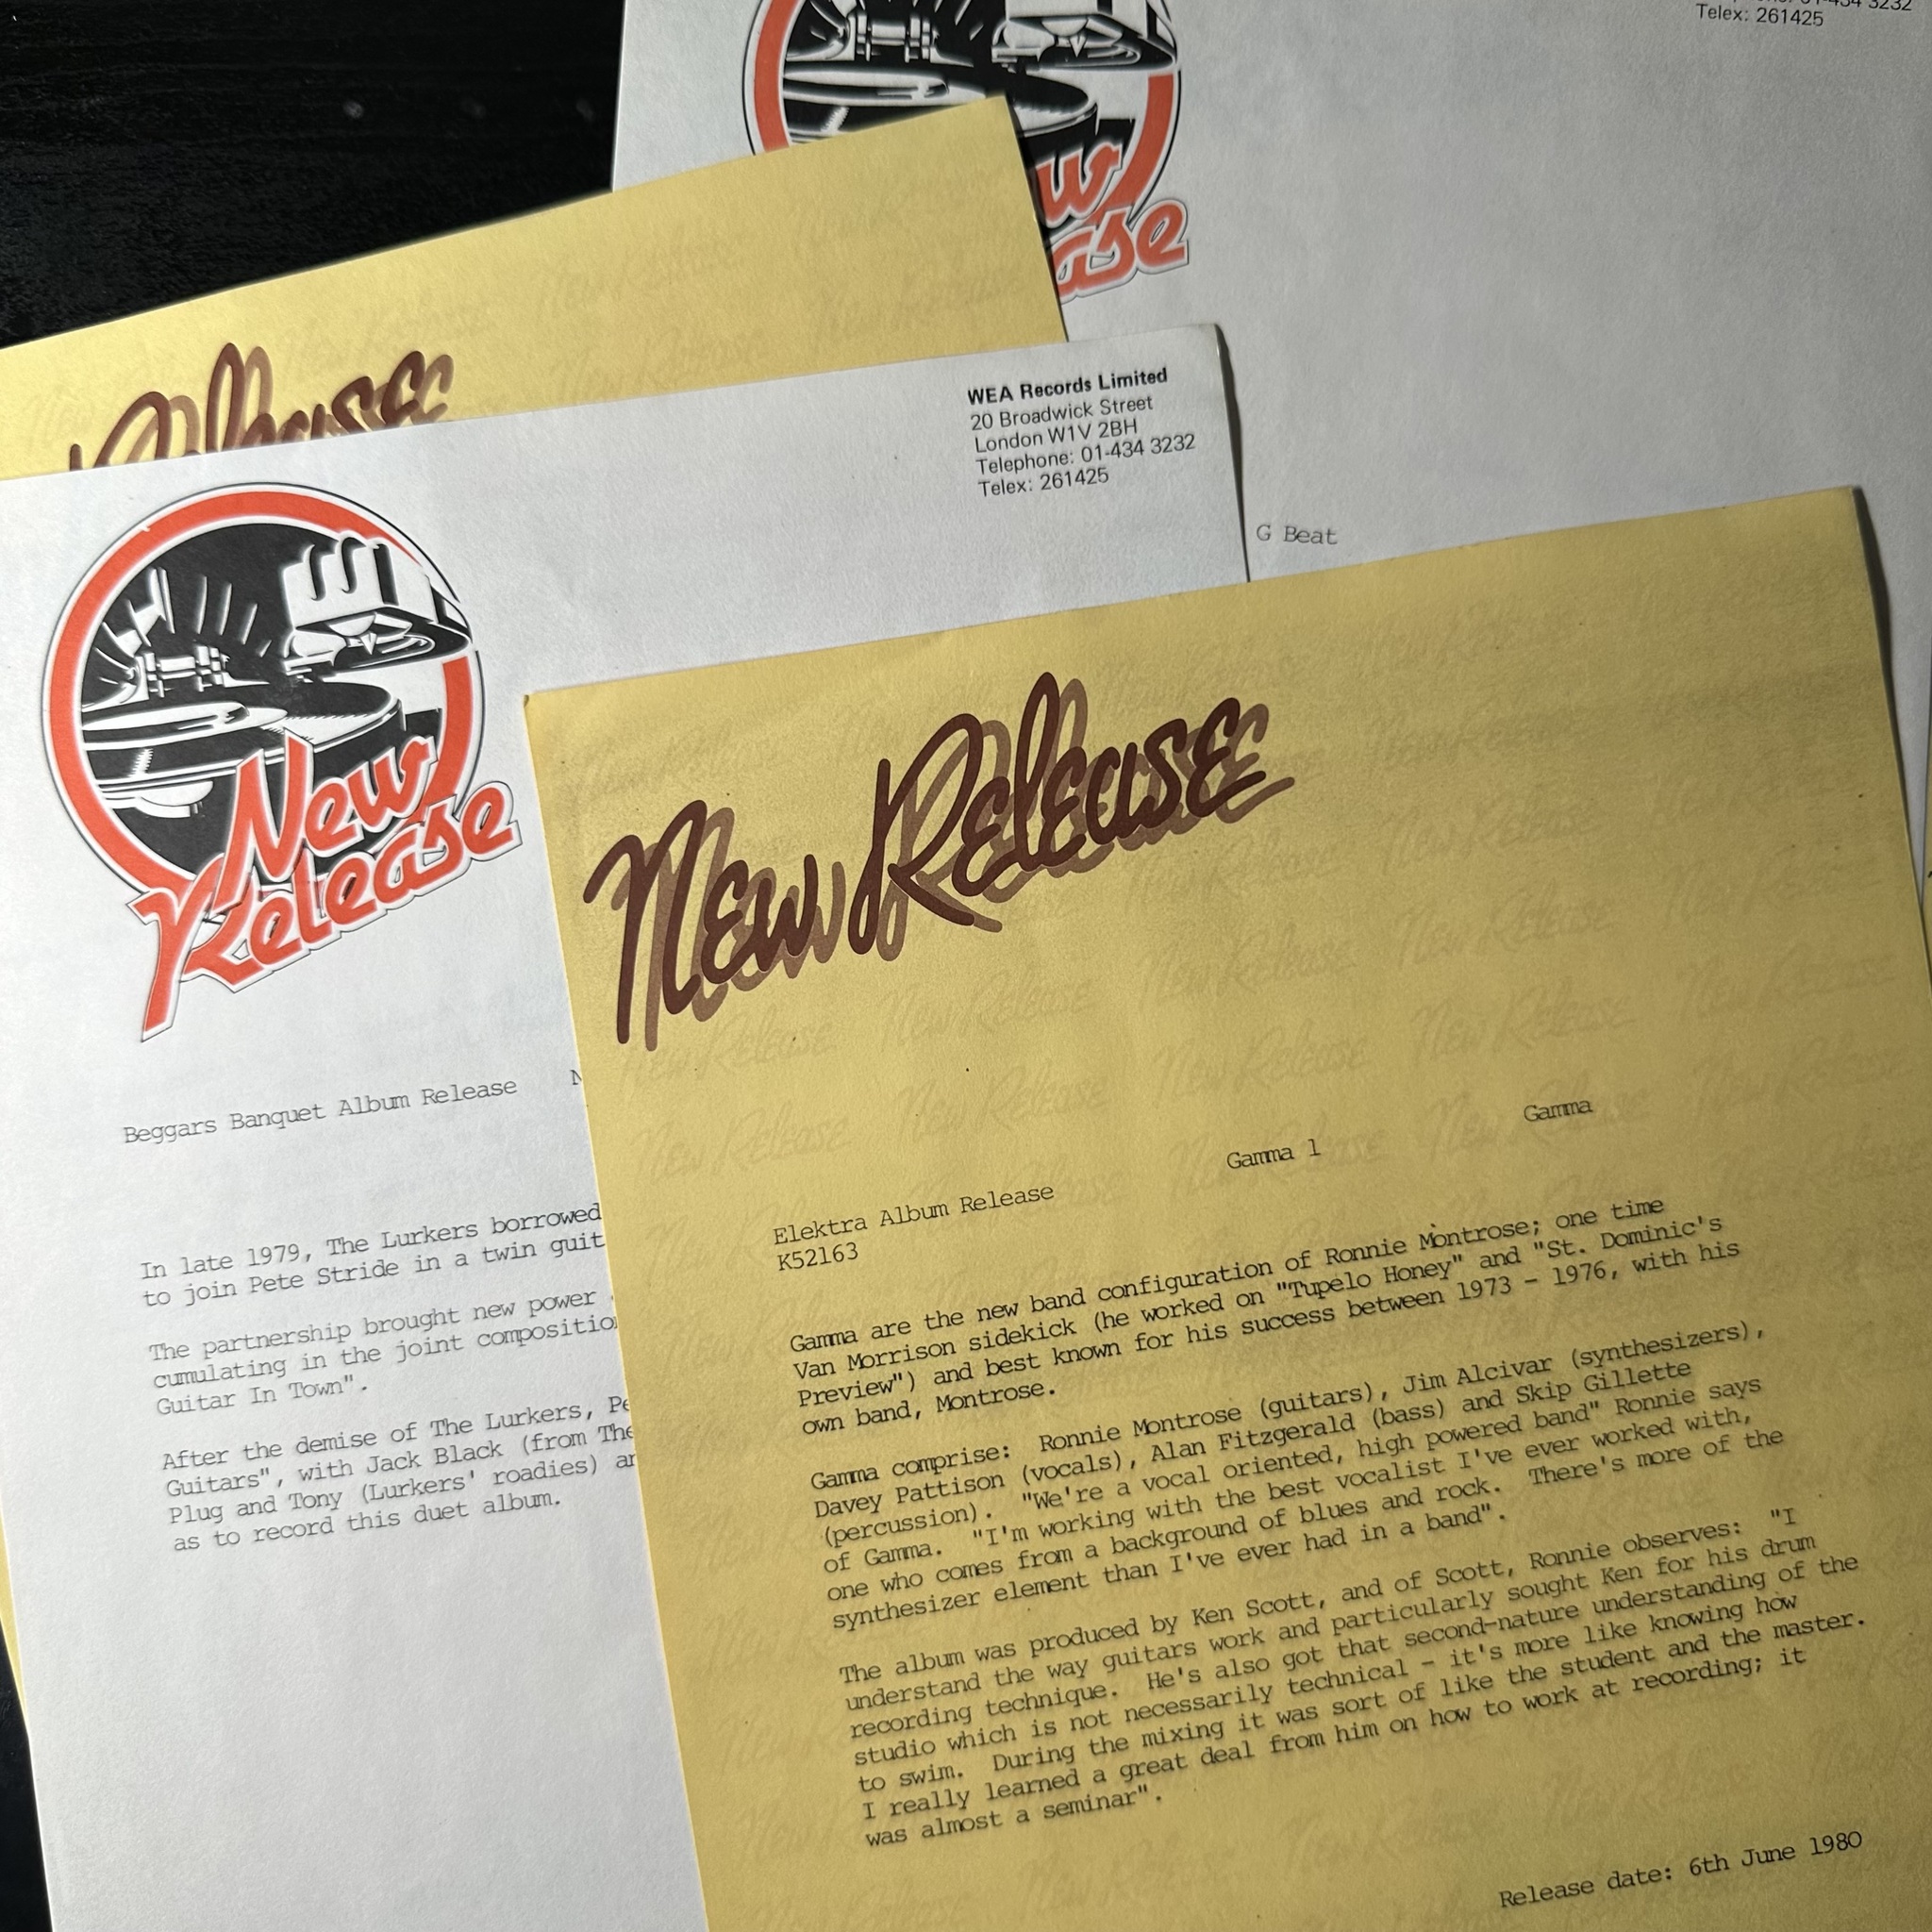 3232
Telex: 261425
Release
WEA Records Limited
20 Broadwick Street
London W1V 2BH
Telephone: 01-434 3232
Telex: 261425
G Beat
New
Release
Beggars Banquet Album Release
In late 1979, The Lurkers borrowed
to join Pete Stride in a twin
The partnership brought new power
cumulating in the joint
Guitar In Town".
After the demise of The Lurkers,
Guitars", with Jack Black (from The
Plug and Tony (Lurkers' roadies)
as to record this duet album.
New Release
Elektra Album Release Gamma 1 Gamma
K52163
Gamma are the new band configuration of Ronnie Montrose; one time
Van Morrison sidekick (he worked on "Tupelo Honey" and "St. Dominic's
Preview") and best known for his success between 1973 - 1976, with his
own band, Montrose.
Gamma comprise: Ronnie Montrose (guitars), Jim Alcivar (synthesizers),
Davey Pattison (vocals), Alan Fitzgerald (bass) and Skip Gillette
(percussion). "We're a vocal oriented, high powered band" Ronnie says
of Gamma. "I'm working with the best vocalist I've ever worked with,
one who comes from a background of blues and rock. There's more of the
synthesizer element than I've ever had in a band".
The album was produced by Ken Scott, and of Scott, Ronnie observes: "I
understand the way guitars work and particularly sought Ken for his drum
recording technique. He's also got that second-nature understanding of the
studio which is not necessarily technical - it's more like knowing how
to swim. During the mixing it was sort of like the student and the master.
I really learned a great deal from him on how to work at recording; it
was almost a seminar".
Release date: 6th June 1980